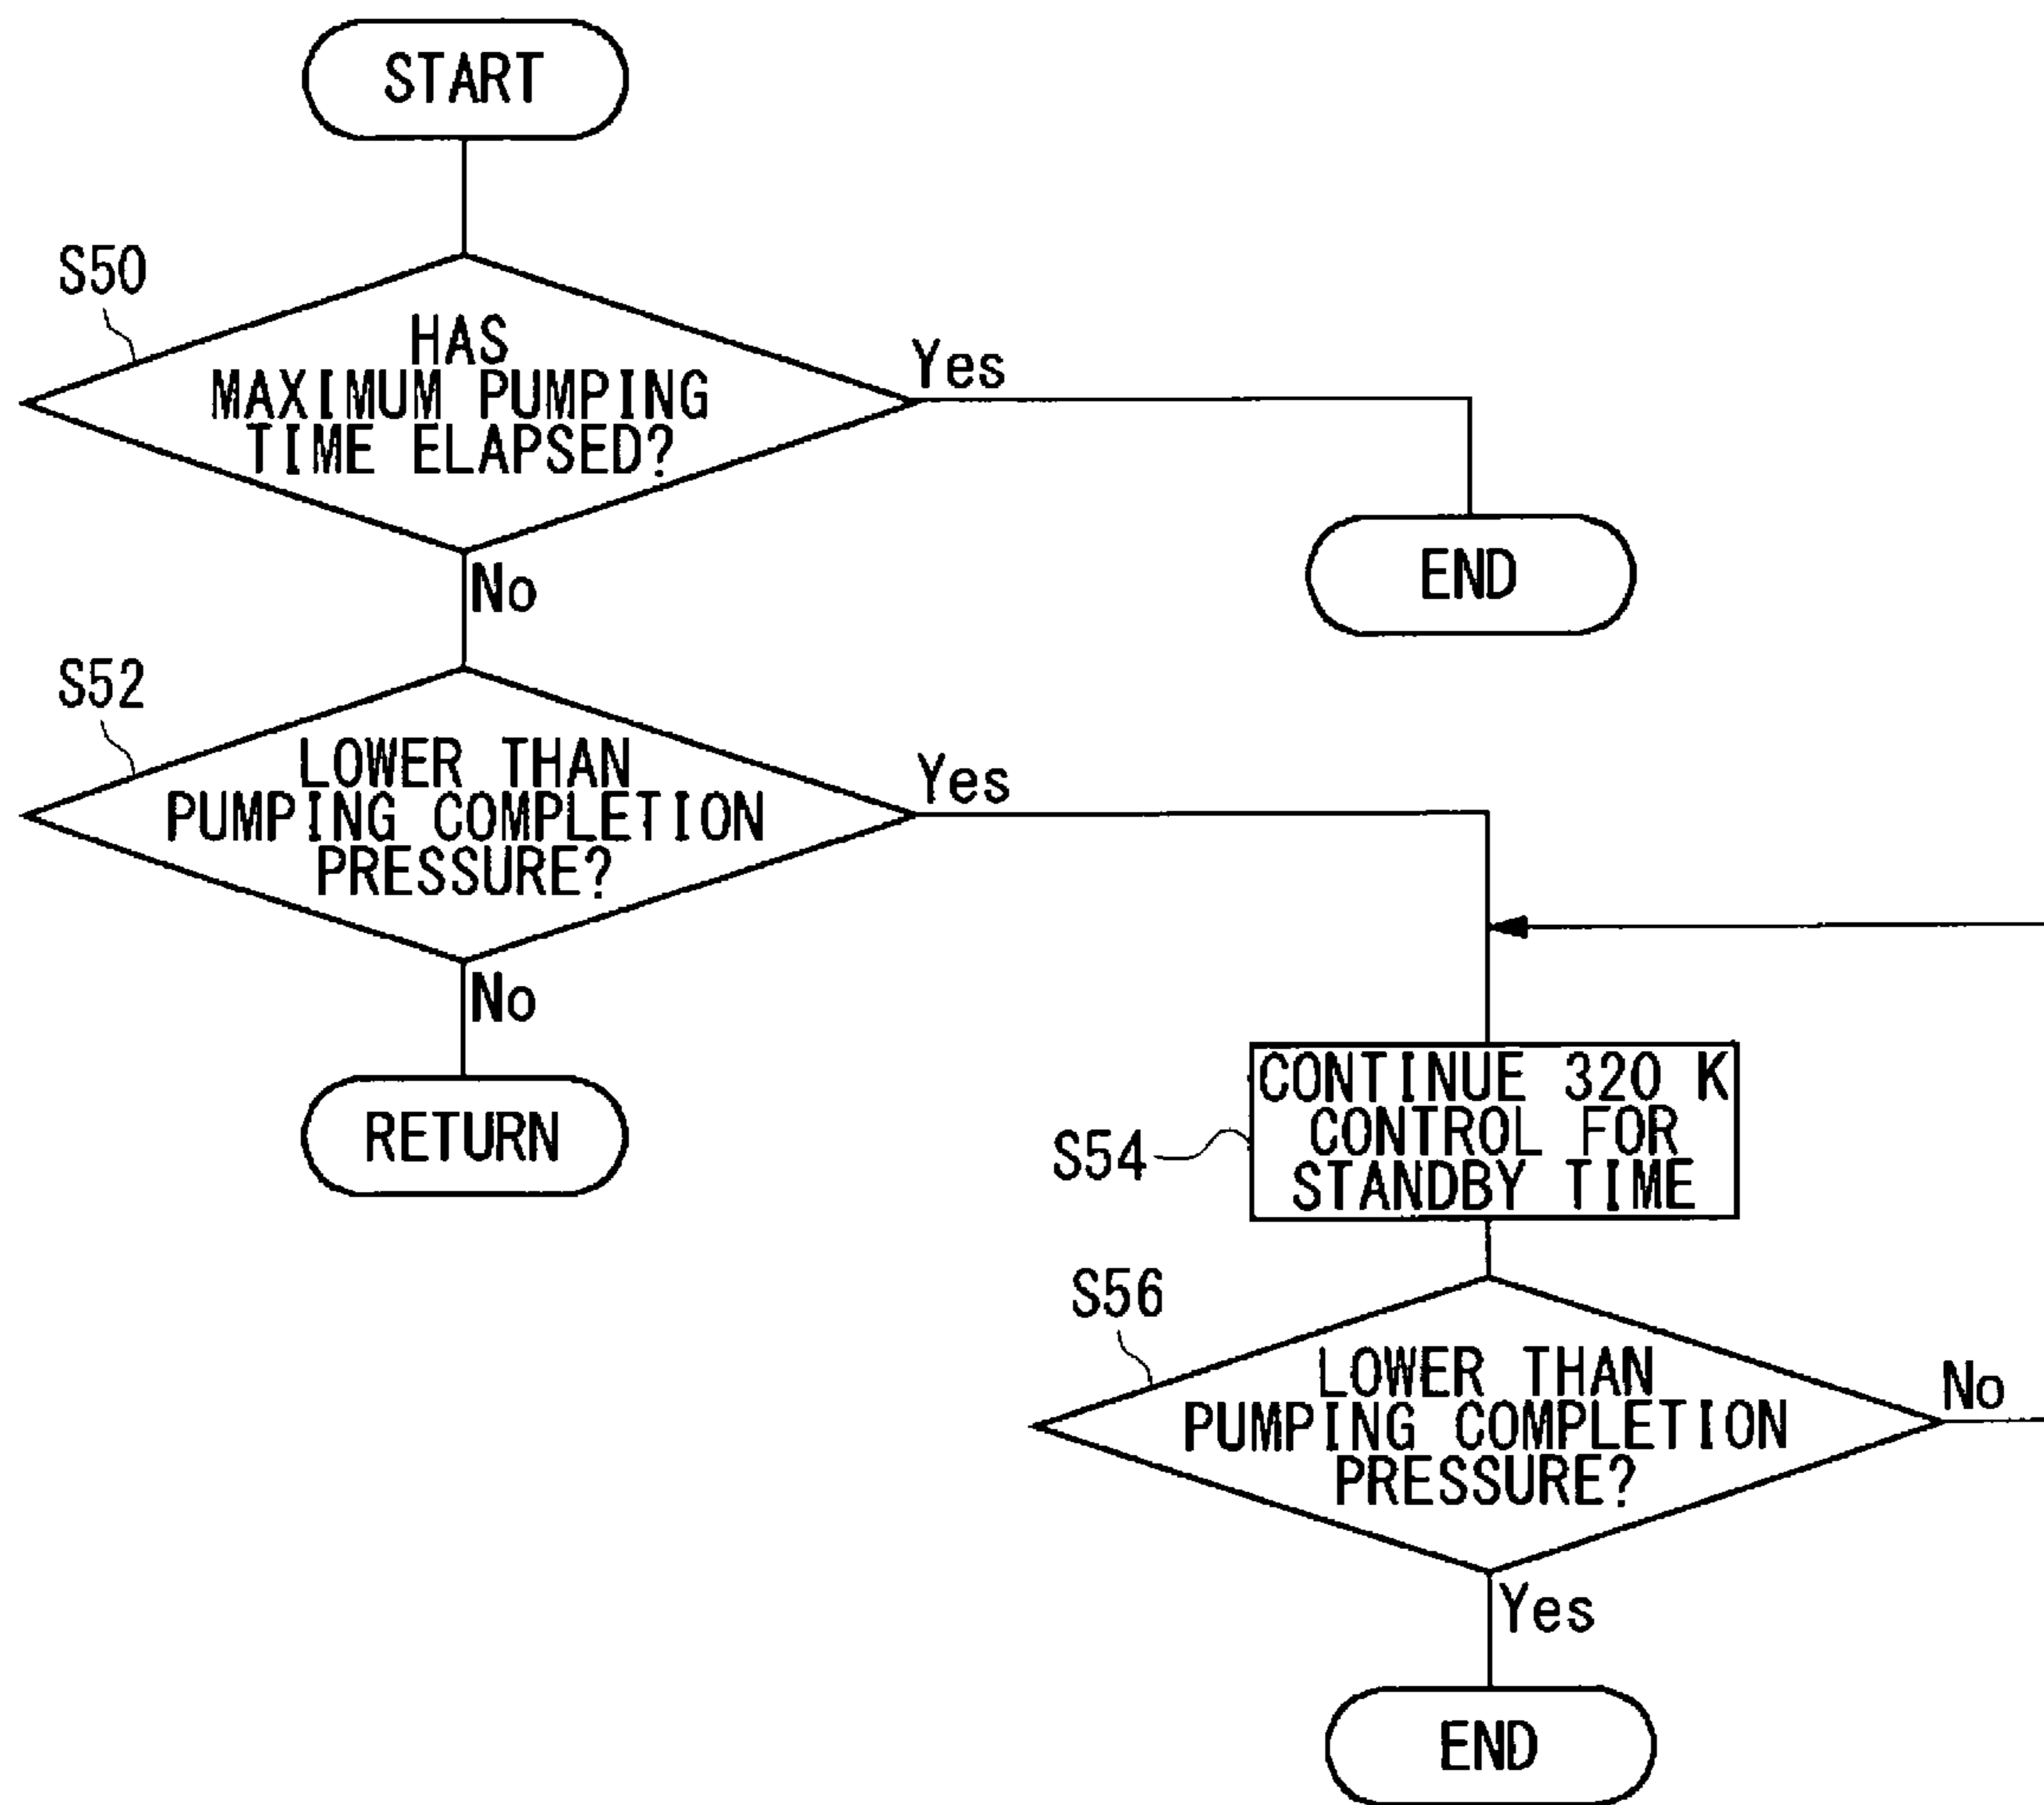 START
S50
HAS
MAXIMUM PUMPING
TIME ELAPSED?
Yes
END
No
S52
LOWER THAN
PUMPING COMPLETION
PRESSURE?
Yes
No
RETURN
CONTINUE 320 K
CONTROL FOR
STANDBY TIME
S54
S56
LOWER THAN
PUMPING COMPLETION
PRESSURE?
No
Yes
END